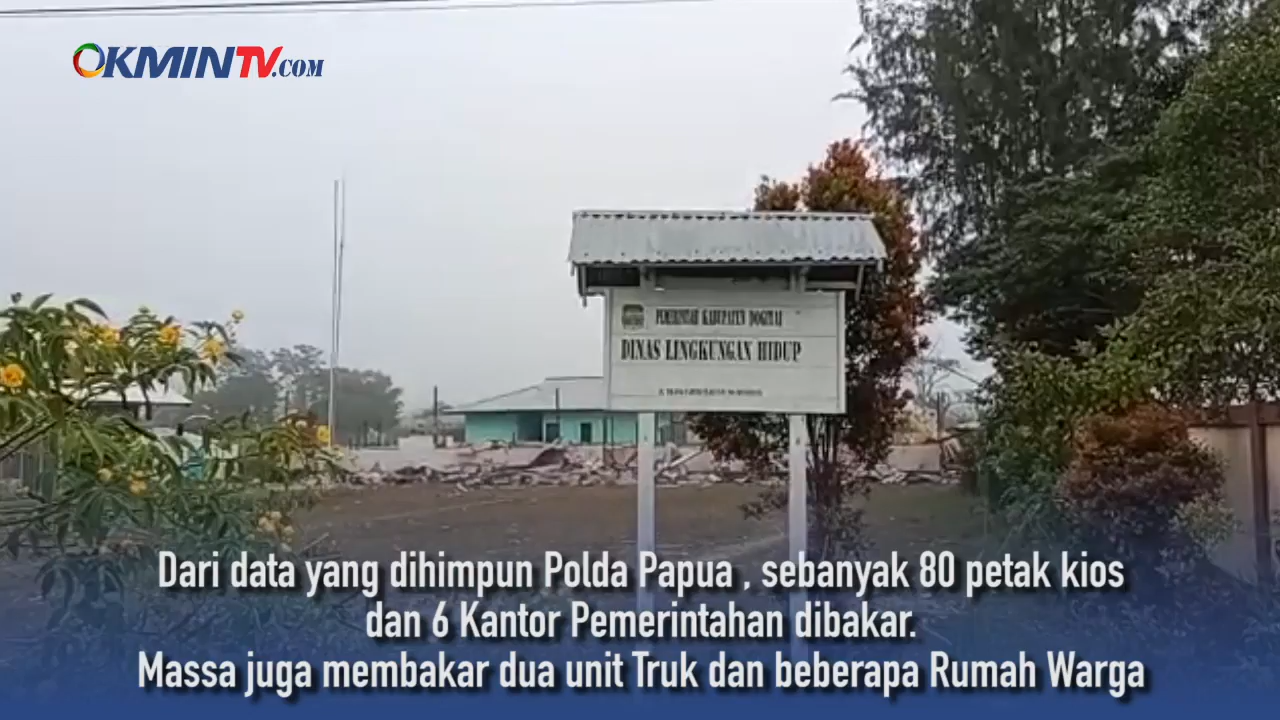 OKMINTV.COM
PEMERINTAH KABUPATEN DOGIYAI
DINAS LINGKUNGAN HIDUP
Dari data yang dihimpun Polda Papua , sebanyak 80 petak kios
dan 6 Kantor Pemerintahan dibakar.
Massa juga membakar dua unit Truk dan beberapa Rumah Warga